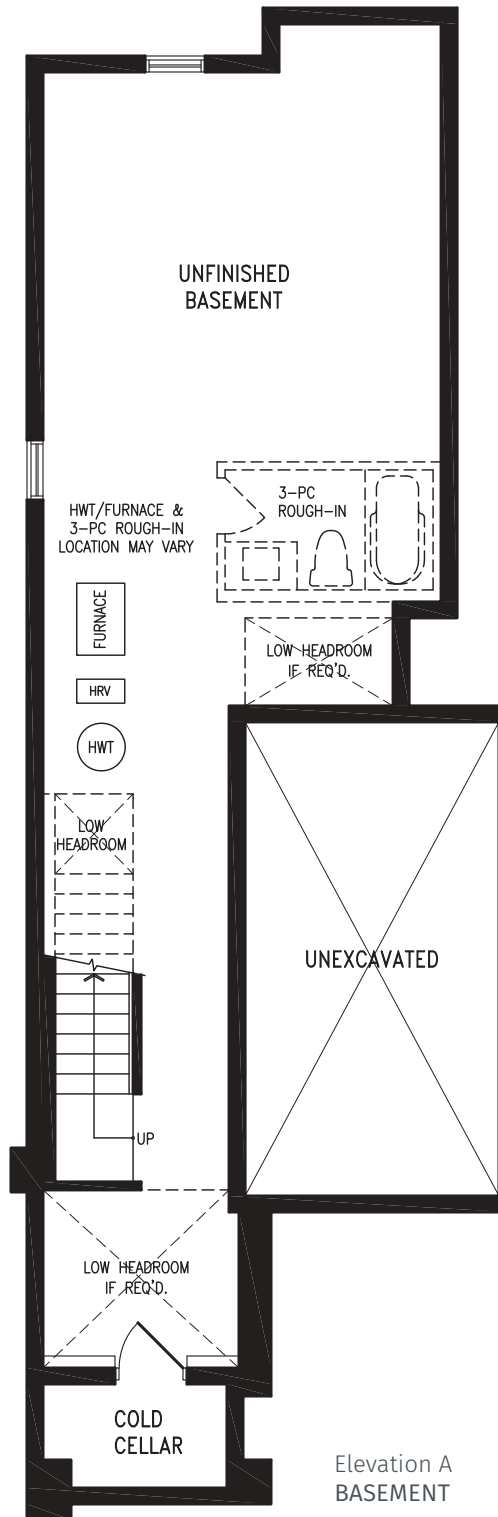 UNFINISHED
BASEMENT
3-PC
ROUGH-IN
HWT/FURNACE &
3-PC ROUGH-IN
LOCATION MAY VARY
FURNACE
LOW HEADROOM
IF REQ'D.
HRV
HWT
LOW
HEADROOM
UNEXCAVATED
UP
LOW HEADROOM
IF REQ'D.
COLD
CELLAR
Elevation A
BASEMENT